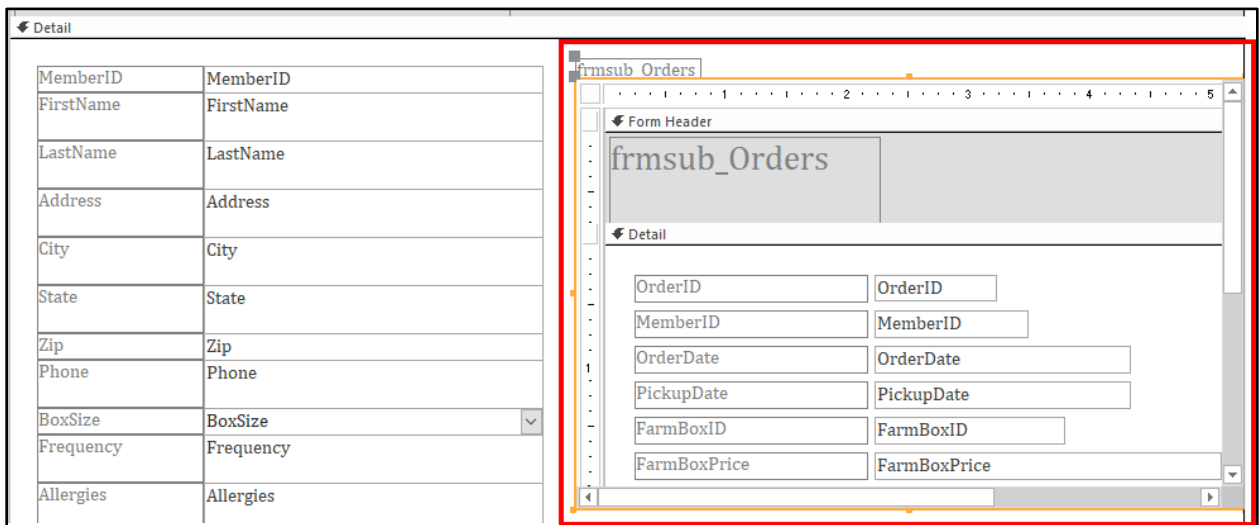 Detail
MemberID MemberID
FirstName FirstName
LastName LastName
Address Address
City City
State State
Zip Zip
Phone Phone
BoxSize BoxSize
Frequency Frequency
Allergies Allergies
frmsub_Orders
1 2 3 4 5
Form Header
frmsub_Orders
Detail
OrderID OrderID
MemberID MemberID
OrderDate OrderDate
1
PickupDate PickupDate
FarmBoxID FarmBoxID
FarmBoxPrice FarmBoxPrice